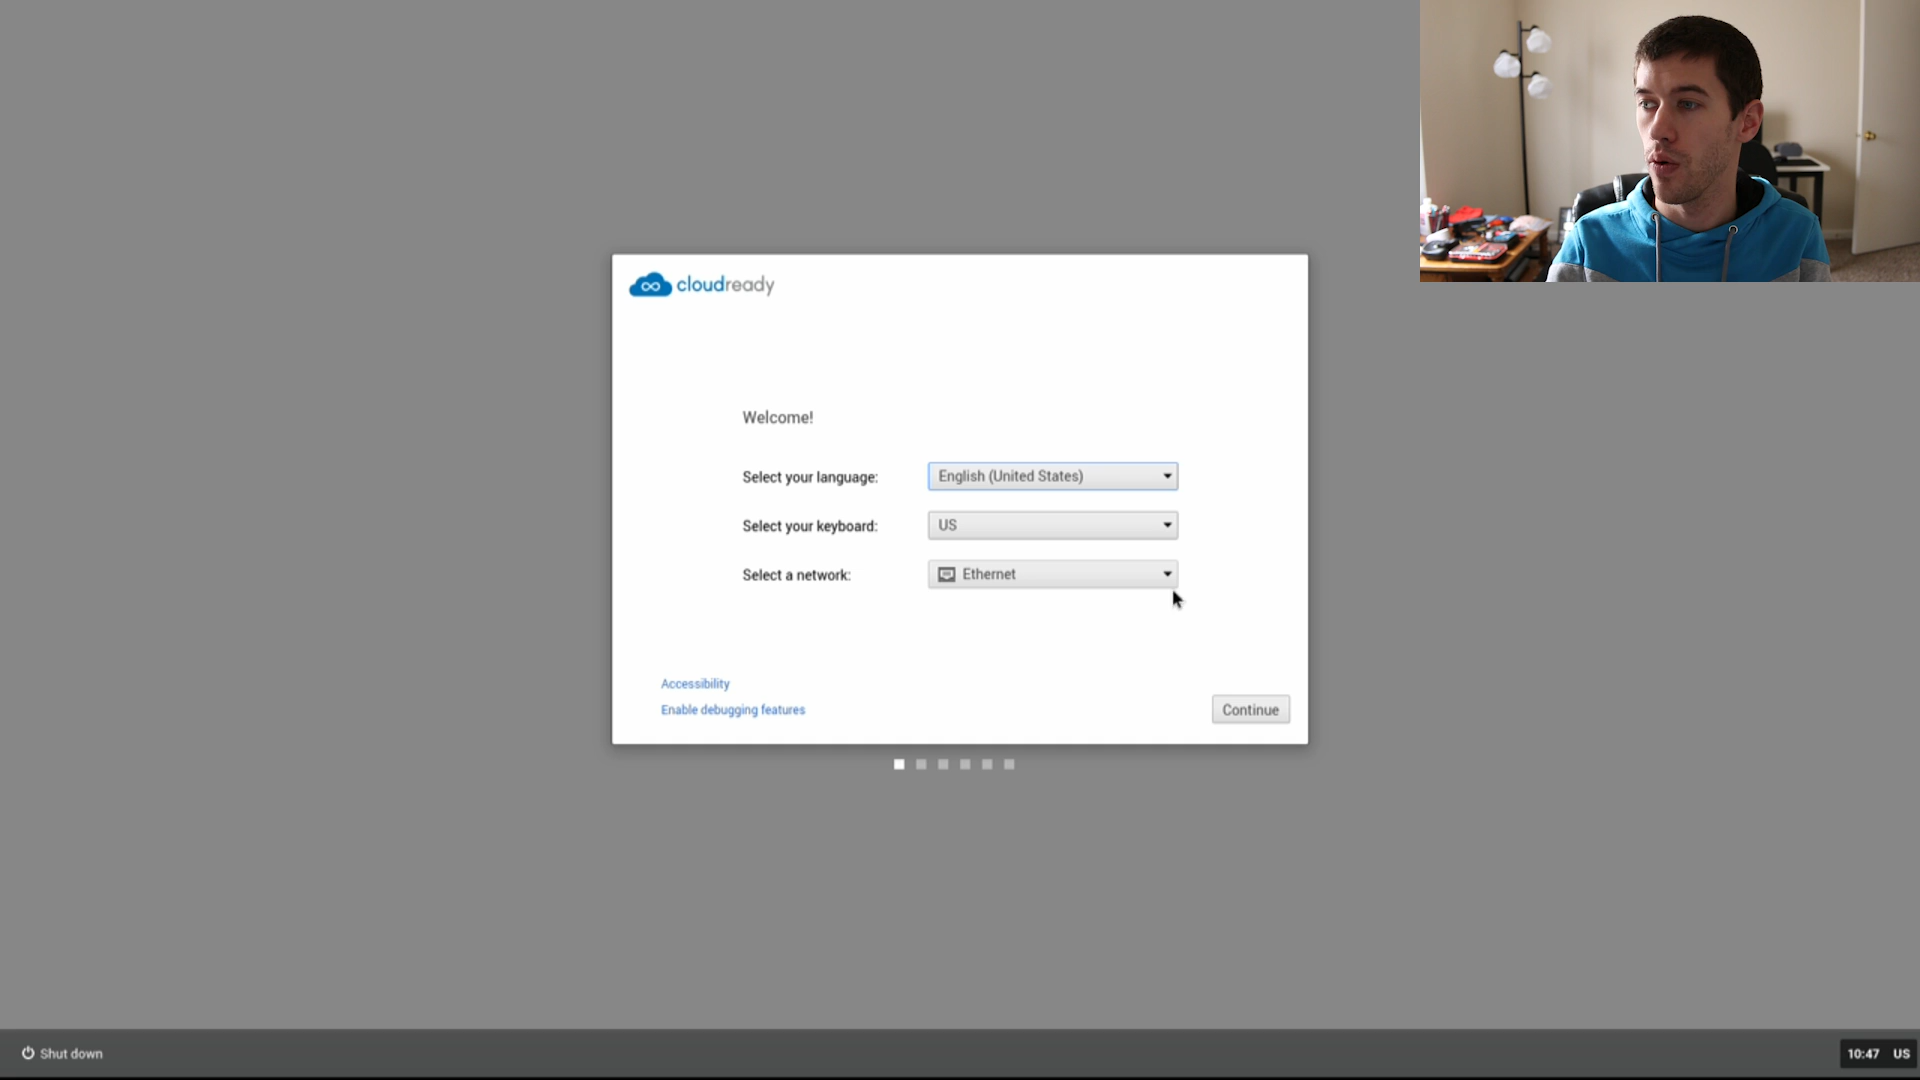 cloudready
Welcome!
Select your language: English (United States)
Select your keyboard: US
Select a network: Ethernet
Accessibility
Enable debugging features
Continue
Shut down
10:47 US